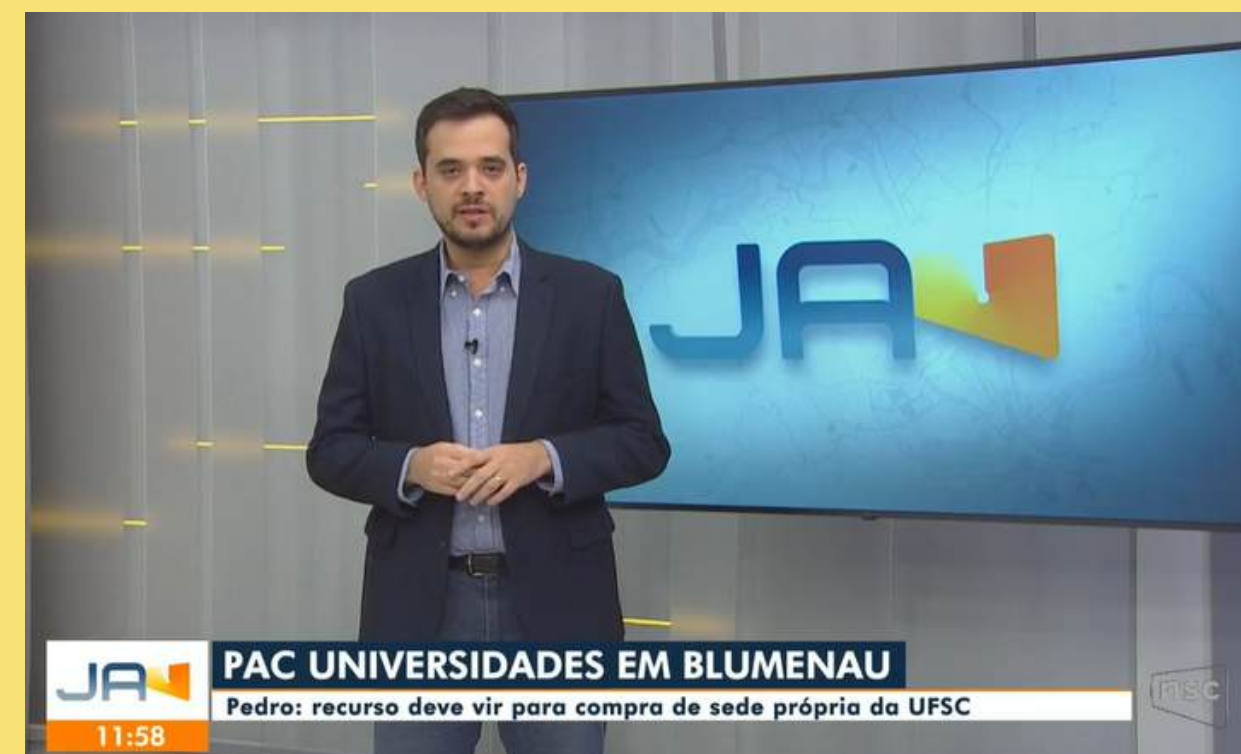 JA
JA
PAC UNIVERSIDADES EM BLUMENAU
Pedro: recurso deve vir para compra de sede própria da UFSC
11:58
nsc